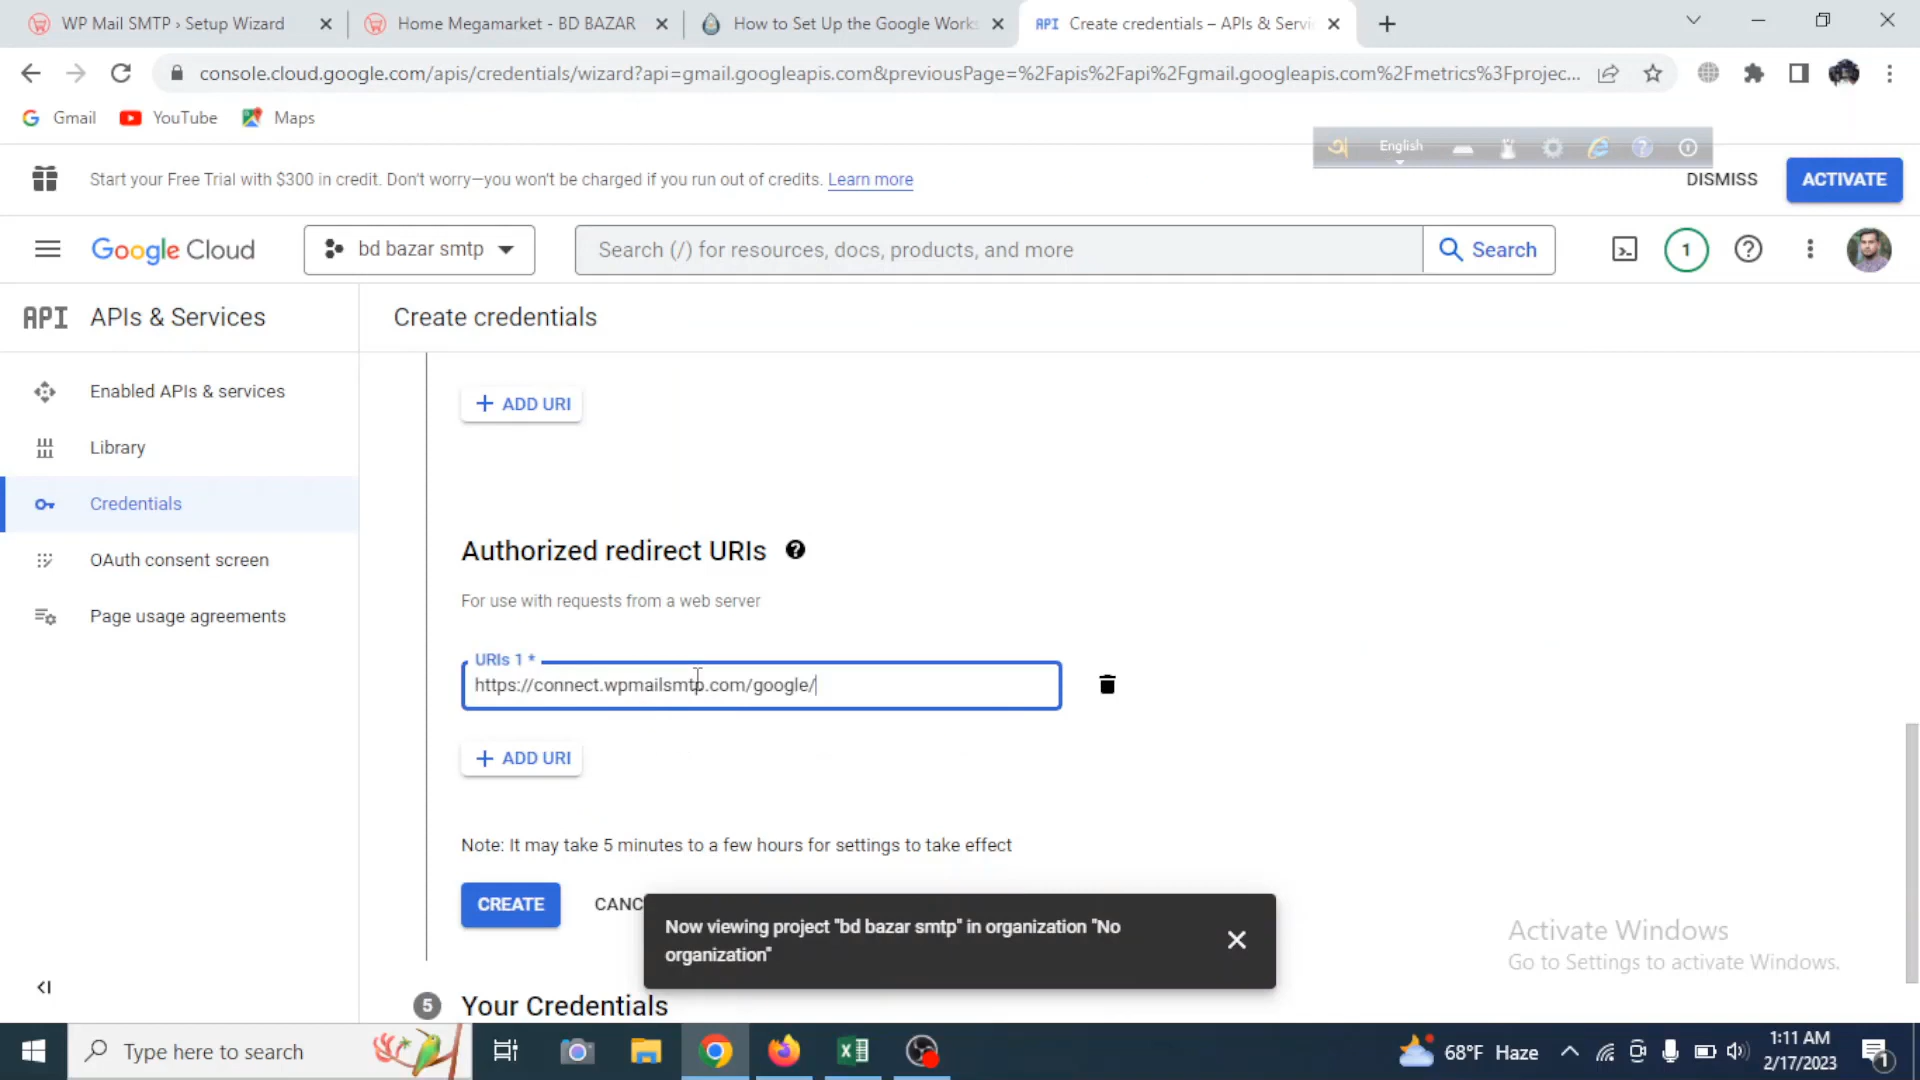 WP Mail SMTP › Setup Wizard
Home Megamarket - BD BAZAR
How to Set Up the Google Works
API Create credentials – APIs & Servi
console.cloud.google.com/apis/credentials/wizard?api=gmail.googleapis.com&previousPage=%2Fapis%2Fapi%2Fgmail.googleapis.com%2Fmetrics%3Fprojec...
Gmail
YouTube
Maps
English
Start your Free Trial with $300 in credit. Don't worry—you won't be charged if you run out of credits. Learn more
DISMISS
ACTIVATE
Google Cloud
bd bazar smtp
Search (/) for resources, docs, products, and more
Search
1
API APIs & Services
Create credentials
Enabled APIs & services
Library
Credentials
OAuth consent screen
Page usage agreements
+ ADD URI
Authorized redirect URIs
For use with requests from a web server
URIs 1 *
https://connect.wpmailsmtp.com/google/
+ ADD URI
Note: It may take 5 minutes to a few hours for settings to take effect
CREATE
CANC
Now viewing project "bd bazar smtp" in organization "No
organization"
Activate Windows
Go to Settings to activate Windows.
5 Your Credentials
Type here to search
68°F Haze
1:11 AM
2/17/2023
1